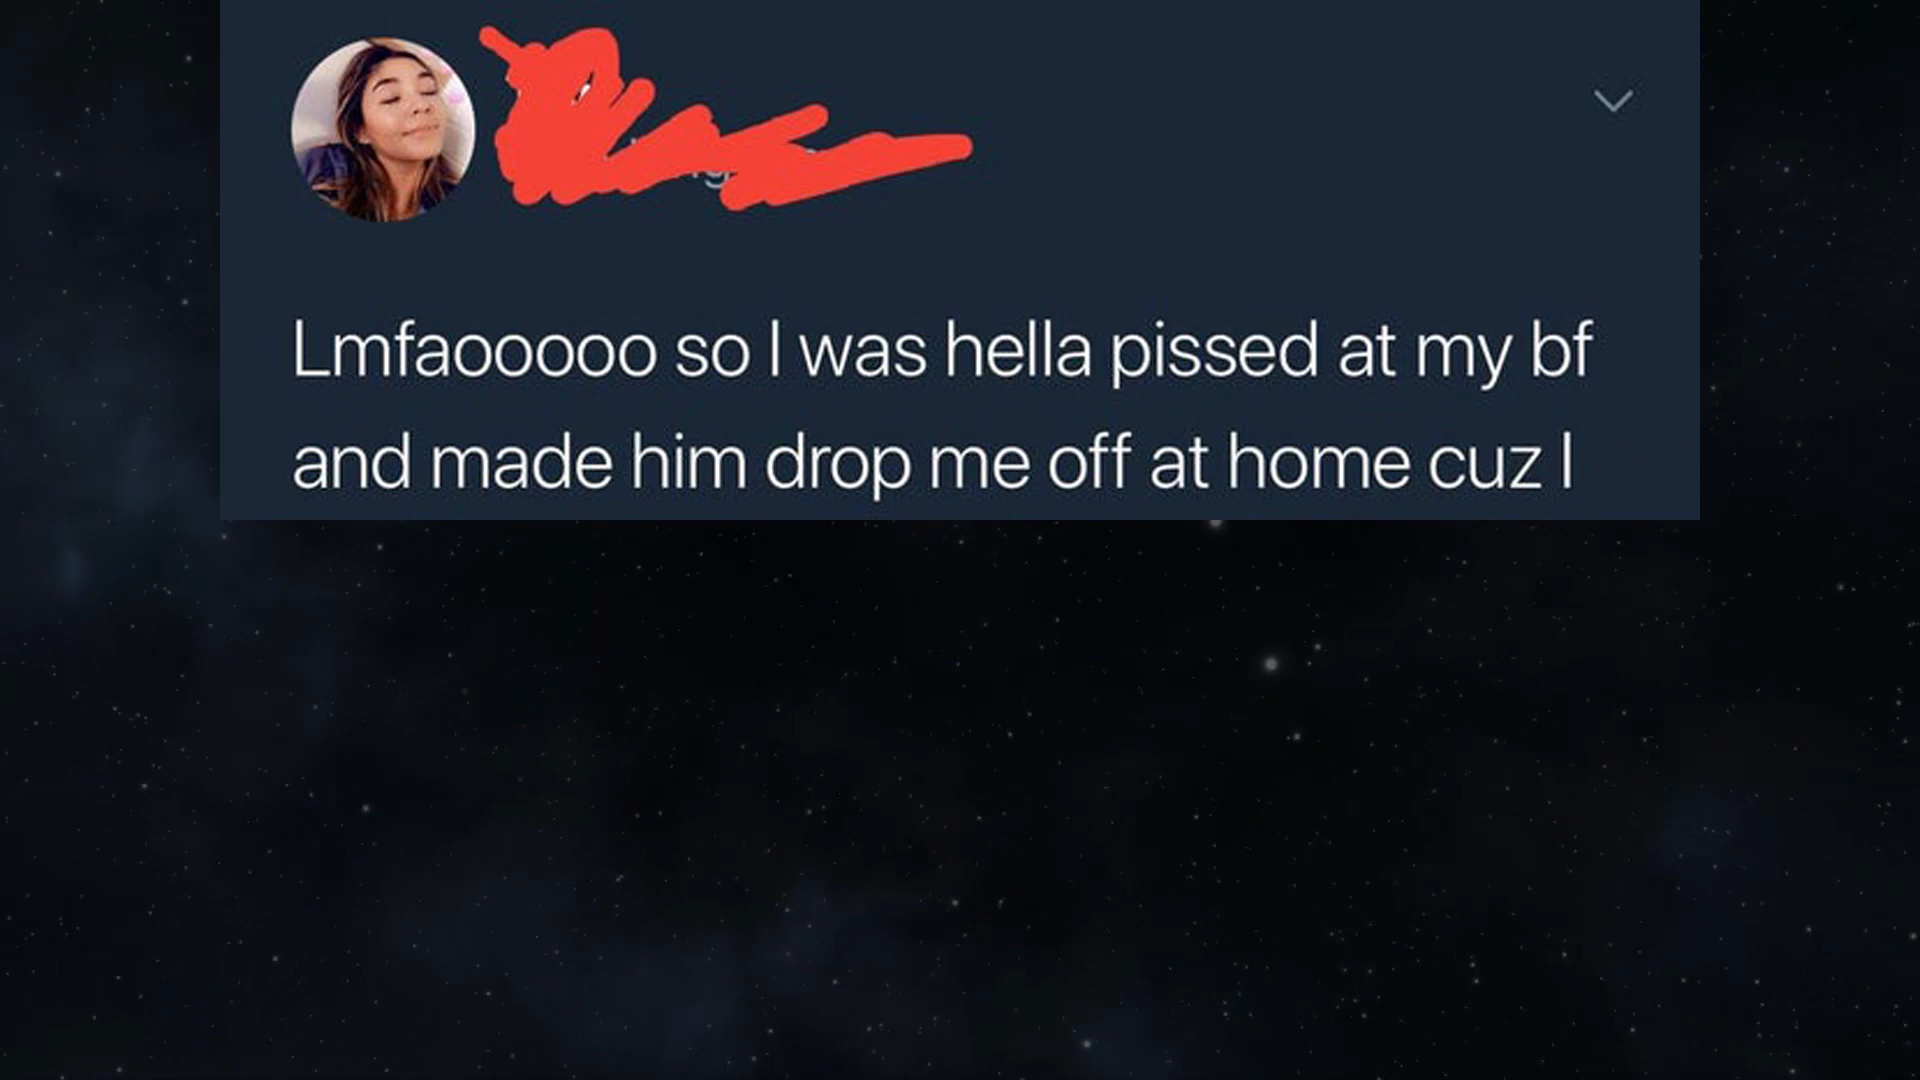 Lmfaooooo so I was hella pissed at my bf
and made him drop me off at home cuz I